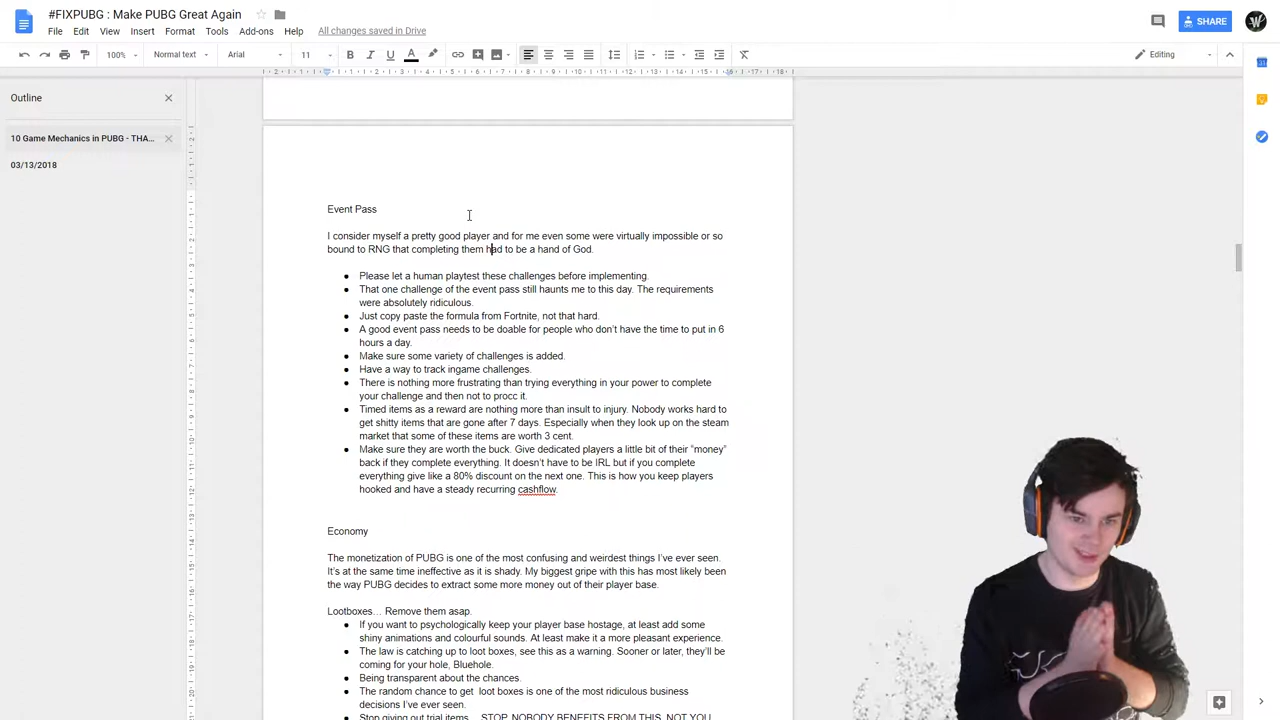 #FIXPUBG : Make PUBG Great Again
File Edit View Insert Format Tools Add-ons Help All changes saved in Drive
SHARE
100% Normal text Arial 11 Editing
Outline
10 Game Mechanics in PUBG - THA...
03/13/2018
Event Pass
I consider myself a pretty good player and for me even some were virtually impossible or so
bound to RNG that completing them had to be a hand of God.
● Please let a human playtest these challenges before implementing.
● That one challenge of the event pass still haunts me to this day. The requirements
were absolutely ridiculous.
● Just copy paste the formula from Fortnite, not that hard.
● A good event pass needs to be doable for people who don't have the time to put in 6
hours a day.
● Make sure some variety of challenges is added.
● Have a way to track ingame challenges.
● There is nothing more frustrating than trying everything in your power to complete
your challenge and then not to procc it.
● Timed items as a reward are nothing more than insult to injury. Nobody works hard to
get shitty items that are gone after 7 days. Especially when they look up on the steam
market that some of these items are worth 3 cent.
● Make sure they are worth the buck. Give dedicated players a little bit of their "money"
back if they complete everything. It doesn't have to be IRL but if you complete
everything give like a 80% discount on the next one. This is how you keep players
hooked and have a steady recurring cashflow.
Economy
The monetization of PUBG is one of the most confusing and weirdest things I've ever seen.
It's at the same time ineffective as it is shady. My biggest gripe with this has most likely been
the way PUBG decides to extract some more money out of their player base.
Lootboxes... Remove them asap.
● If you want to psychologically keep your player base hostage, at least add some
shiny animations and colourful sounds. At least make it a more pleasant experience.
● The law is catching up to loot boxes, see this as a warning. Sooner or later, they'll be
coming for your hole, Bluehole.
● Being transparent about the chances.
● The random chance to get loot boxes is one of the most ridiculous business
decisions I've ever seen.
● Stop giving out trial items... STOP. NOBODY BENEFITS FROM THIS. NOT YOU